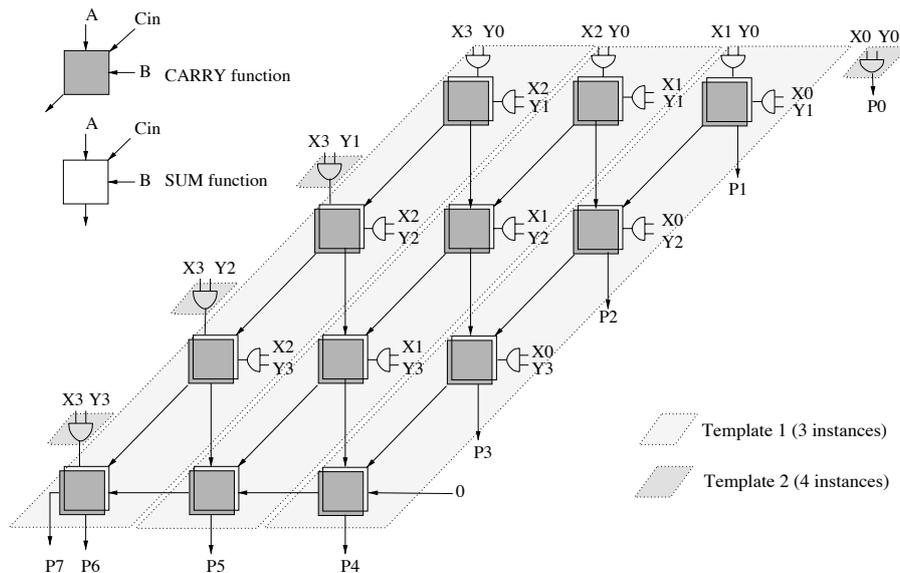 A Cin
B CARRY function
A Cin
B SUM function
X3 Y0 X2 Y0 X1 Y0 X0 Y0
X2 Y1 X1 Y1 X0 Y1
P0
X3 Y1
P1
X2 Y2 X1 Y2 X0 Y2
X3 Y2
P2
X2 Y3 X1 Y3 X0 Y3
X3 Y3
P3
Template 1 (3 instances)
Template 2 (4 instances)
0
P7 P6 P5 P4